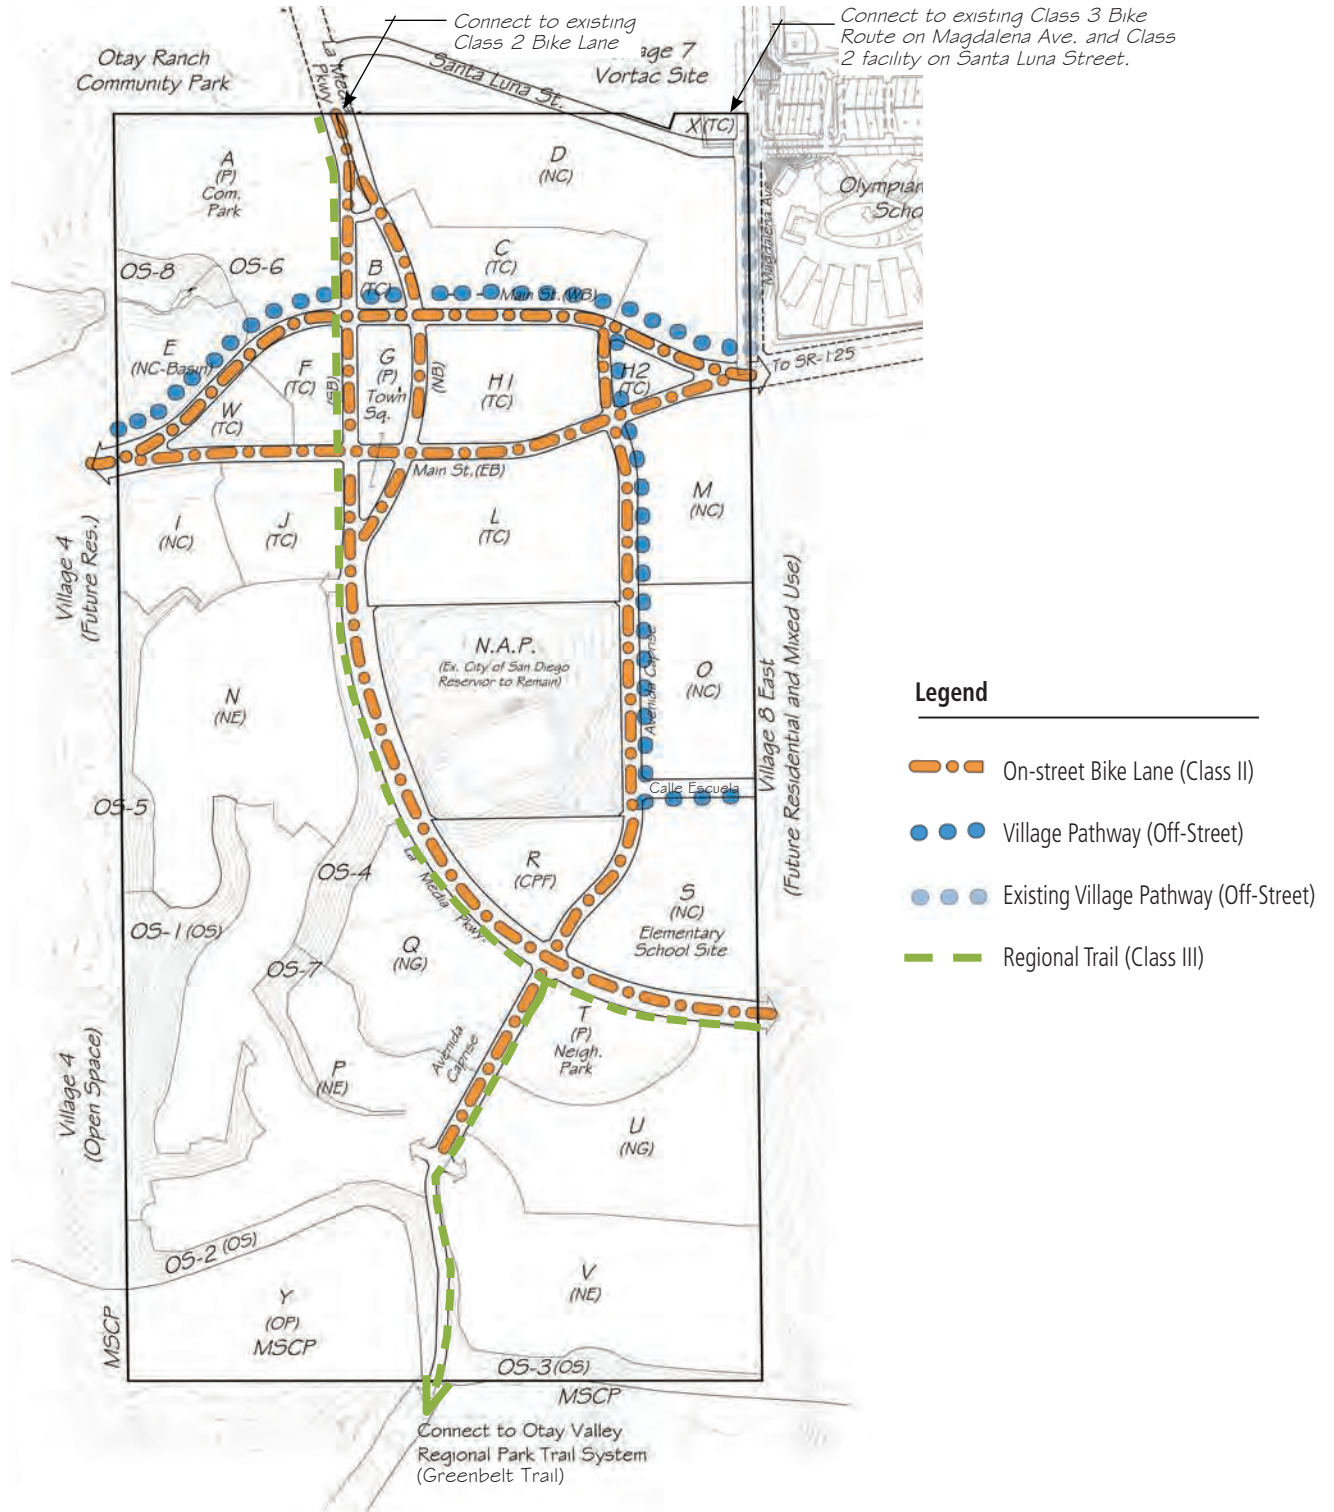 Connect to existing
Class 2 Bike Lane
Connect to existing Class 3 Bike
Route on Magdalena Ave. and Class
2 facility on Santa Luna Street.
Otay Ranch
Community Park
La Media
Pkwy
Santa Luna St.
age 7
Vortac Site
X (TC)
A
(P)
Com.
Park
D
(NC)
Olympian
Scho
Magdalena Ave
OS-8
OS-6
B
(TC)
C
(TC)
Main St. (WB)
E
(NC-Basin)
F
(TC)
(SB)
G
(P)
Town
Sq.
(NB)
H1
(TC)
H2
(TC)
To SR-125
W
(TC)
Main St. (EB)
I
(NC)
J
(TC)
L
(TC)
M
(NC)
Village 4
(Future Res.)
N.A.P.
(Ex. City of San Diego
Reservior to Remain)
Avenida Caprise
O
(NC)
N
(NE)
Village 8 East
(Future Residential and Mixed Use)
Calle Escuela
OS-5
OS-4
La Media Pkwy.
R
(CPF)
S
(NC)
Elementary
School Site
OS-1 (OS)
Q
(NG)
OS-7
T
(P)
Neigh.
Park
Avenida
Caprise
P
(NE)
Village 4
(Open Space)
U
(NG)
OS-2 (OS)
V
(NE)
Y
(OP)
MSCP
MSCP
OS-3 (OS)
MSCP
Connect to Otay Valley
Regional Park Trail System
(Greenbelt Trail)
Legend
On-street Bike Lane (Class II)
Village Pathway (Off-Street)
Existing Village Pathway (Off-Street)
Regional Trail (Class III)